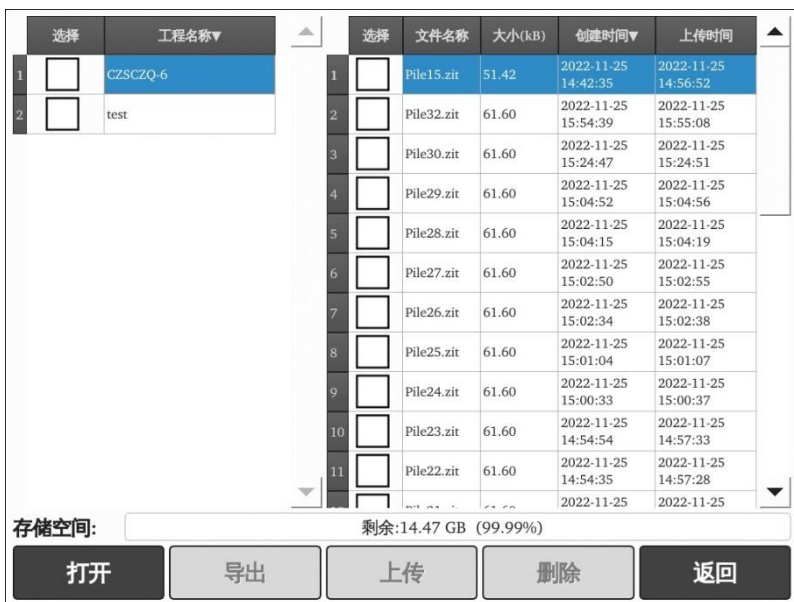 选择 工程名称▼
1 CZSCZQ-6
2 test
选择 文件名称 大小(kB) 创建时间▼ 上传时间
1 Pile15.zit 51.42 2022-11-25 14:42:35 2022-11-25 14:56:52
2 Pile32.zit 61.60 2022-11-25 15:54:39 2022-11-25 15:55:08
3 Pile30.zit 61.60 2022-11-25 15:24:47 2022-11-25 15:24:51
4 Pile29.zit 61.60 2022-11-25 15:04:52 2022-11-25 15:04:56
5 Pile28.zit 61.60 2022-11-25 15:04:15 2022-11-25 15:04:19
6 Pile27.zit 61.60 2022-11-25 15:02:50 2022-11-25 15:02:55
7 Pile26.zit 61.60 2022-11-25 15:02:34 2022-11-25 15:02:38
8 Pile25.zit 61.60 2022-11-25 15:01:04 2022-11-25 15:01:07
9 Pile24.zit 61.60 2022-11-25 15:00:33 2022-11-25 15:00:37
10 Pile23.zit 61.60 2022-11-25 14:54:54 2022-11-25 14:57:33
11 Pile22.zit 61.60 2022-11-25 14:54:35 2022-11-25 14:57:28
2022-11-25 2022-11-25
存储空间: 剩余:14.47 GB (99.99%)
打开 导出 上传 删除 返回